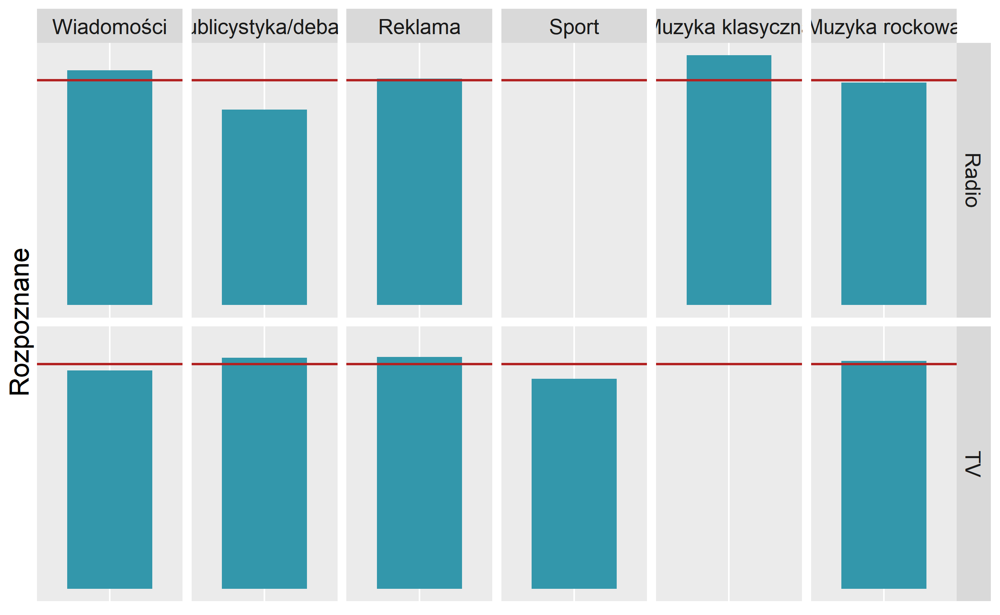 Wiadomości
ublicystyka/deba
Reklama
Sport
Muzyka klasyczna
Muzyka rockowa
Radio
Rozpoznane
TV